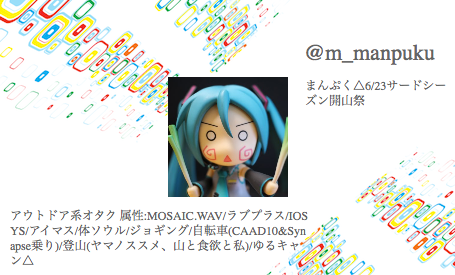 @m_manpuku
まんぷく△6/23サードシー
ズン開山祭
アウトドア系オタク 属性:MOSAIC.WAV/ラブプラス/IOS
YS/アイマス/体ソウル/ジョギング/自転車(CAAD10&Syn
apse乗り)/登山(ヤマノススメ、山と食欲と私)/ゆるキャ
ン△